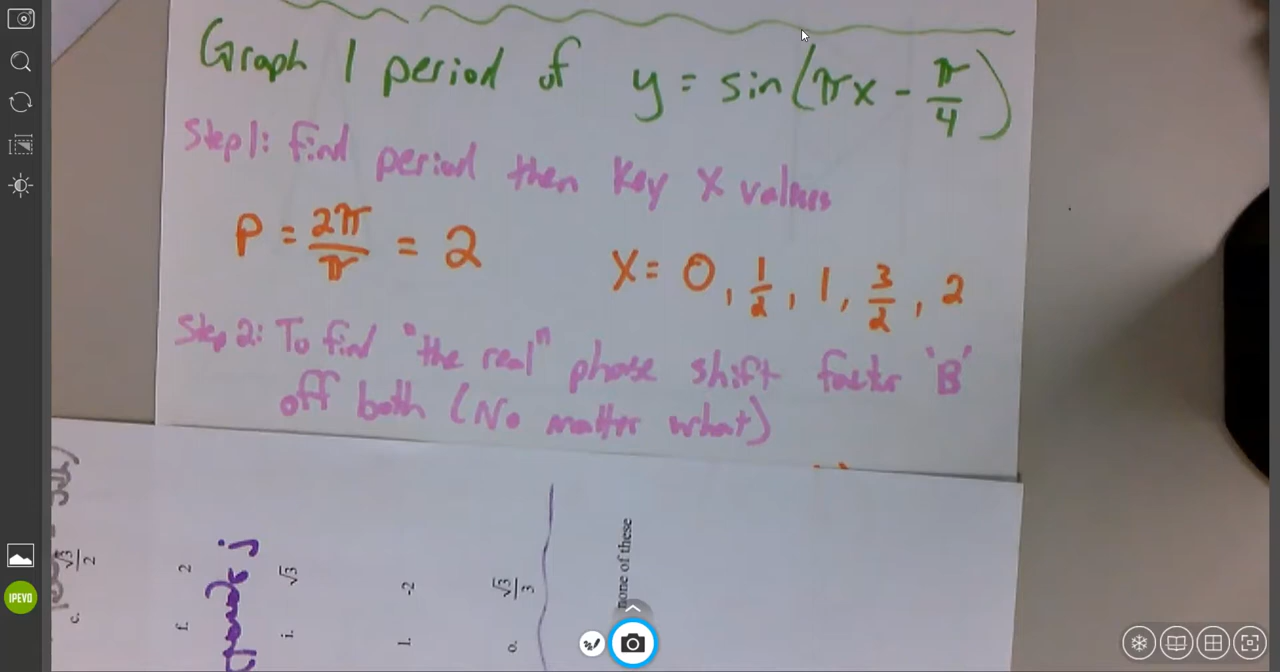 Graph 1 period of y = sin(πx - π/4)
Step 1: find period then key x values
P = 2π/π = 2
X = 0, 1/2, 1, 3/2, 2
Step 2: To find "the real" phase shift factor 'B'
off both (No matter what)
c. √3/2
f. 2
i. √3
l. -2
o. √3/3
none of these
IPEVO